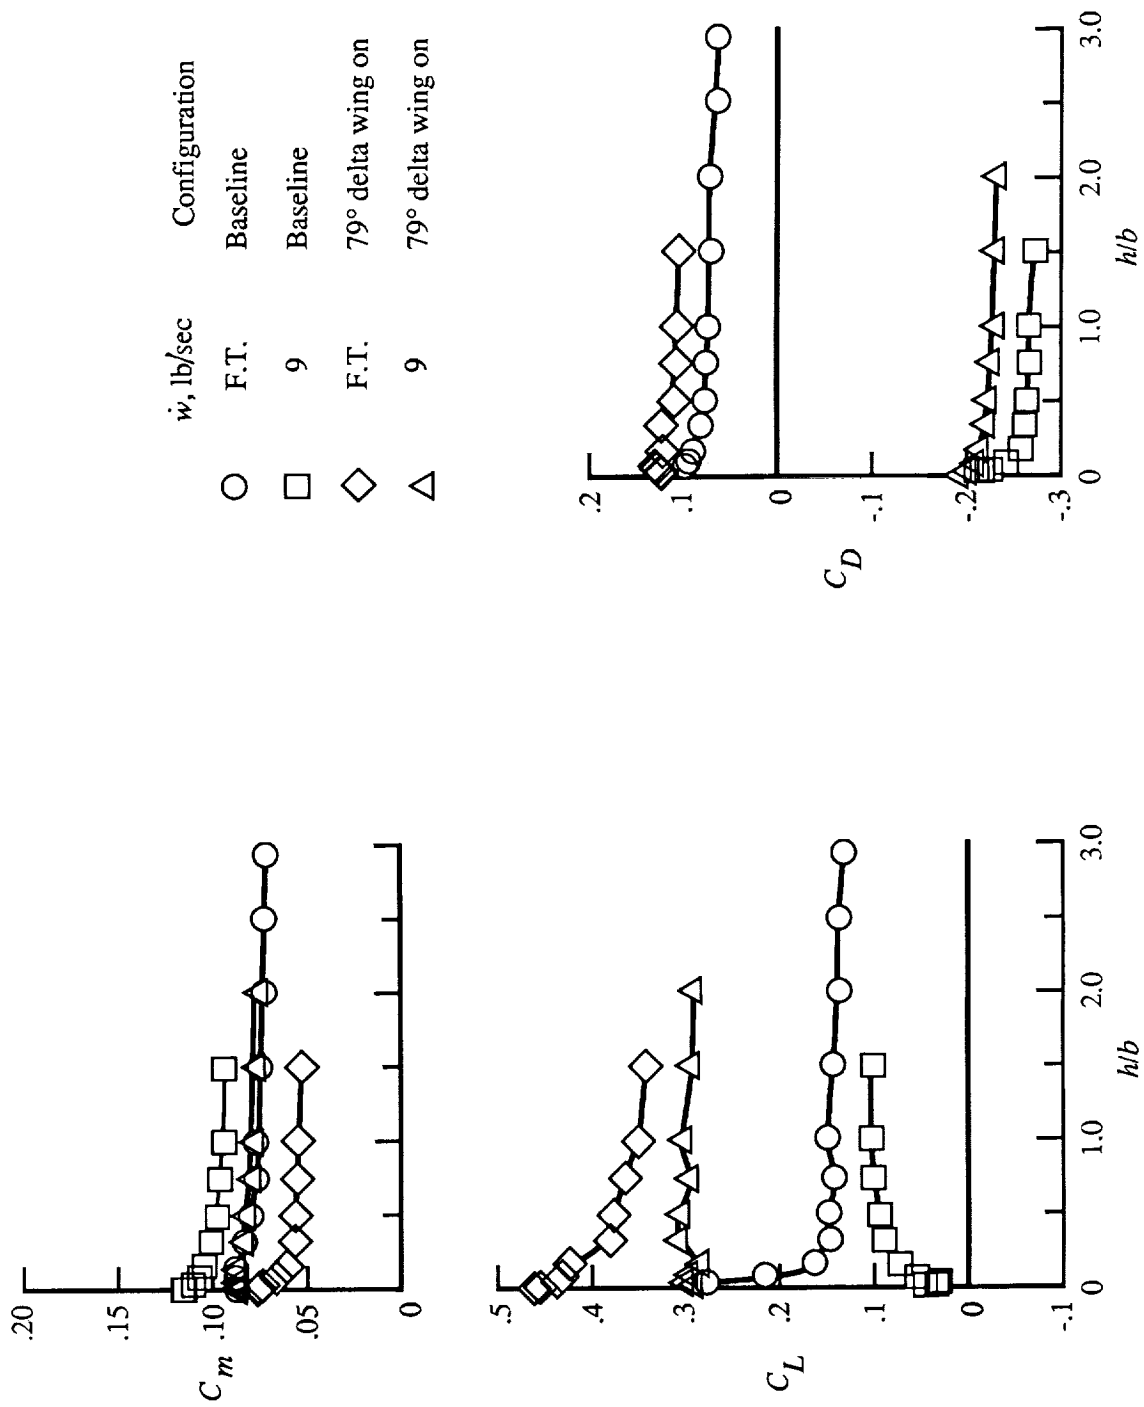 ẇ, lb/sec Configuration
F.T. Baseline
9 Baseline
F.T. 79° delta wing on
9 79° delta wing on
.20
.15
.10
.05
0
C_m
.5
.4
.3
.2
.1
0
-.1
C_L
0 1.0 2.0 3.0
h/b
.2
.1
0
-.1
-.2
-.3
C_D
0 1.0 2.0 3.0
h/b